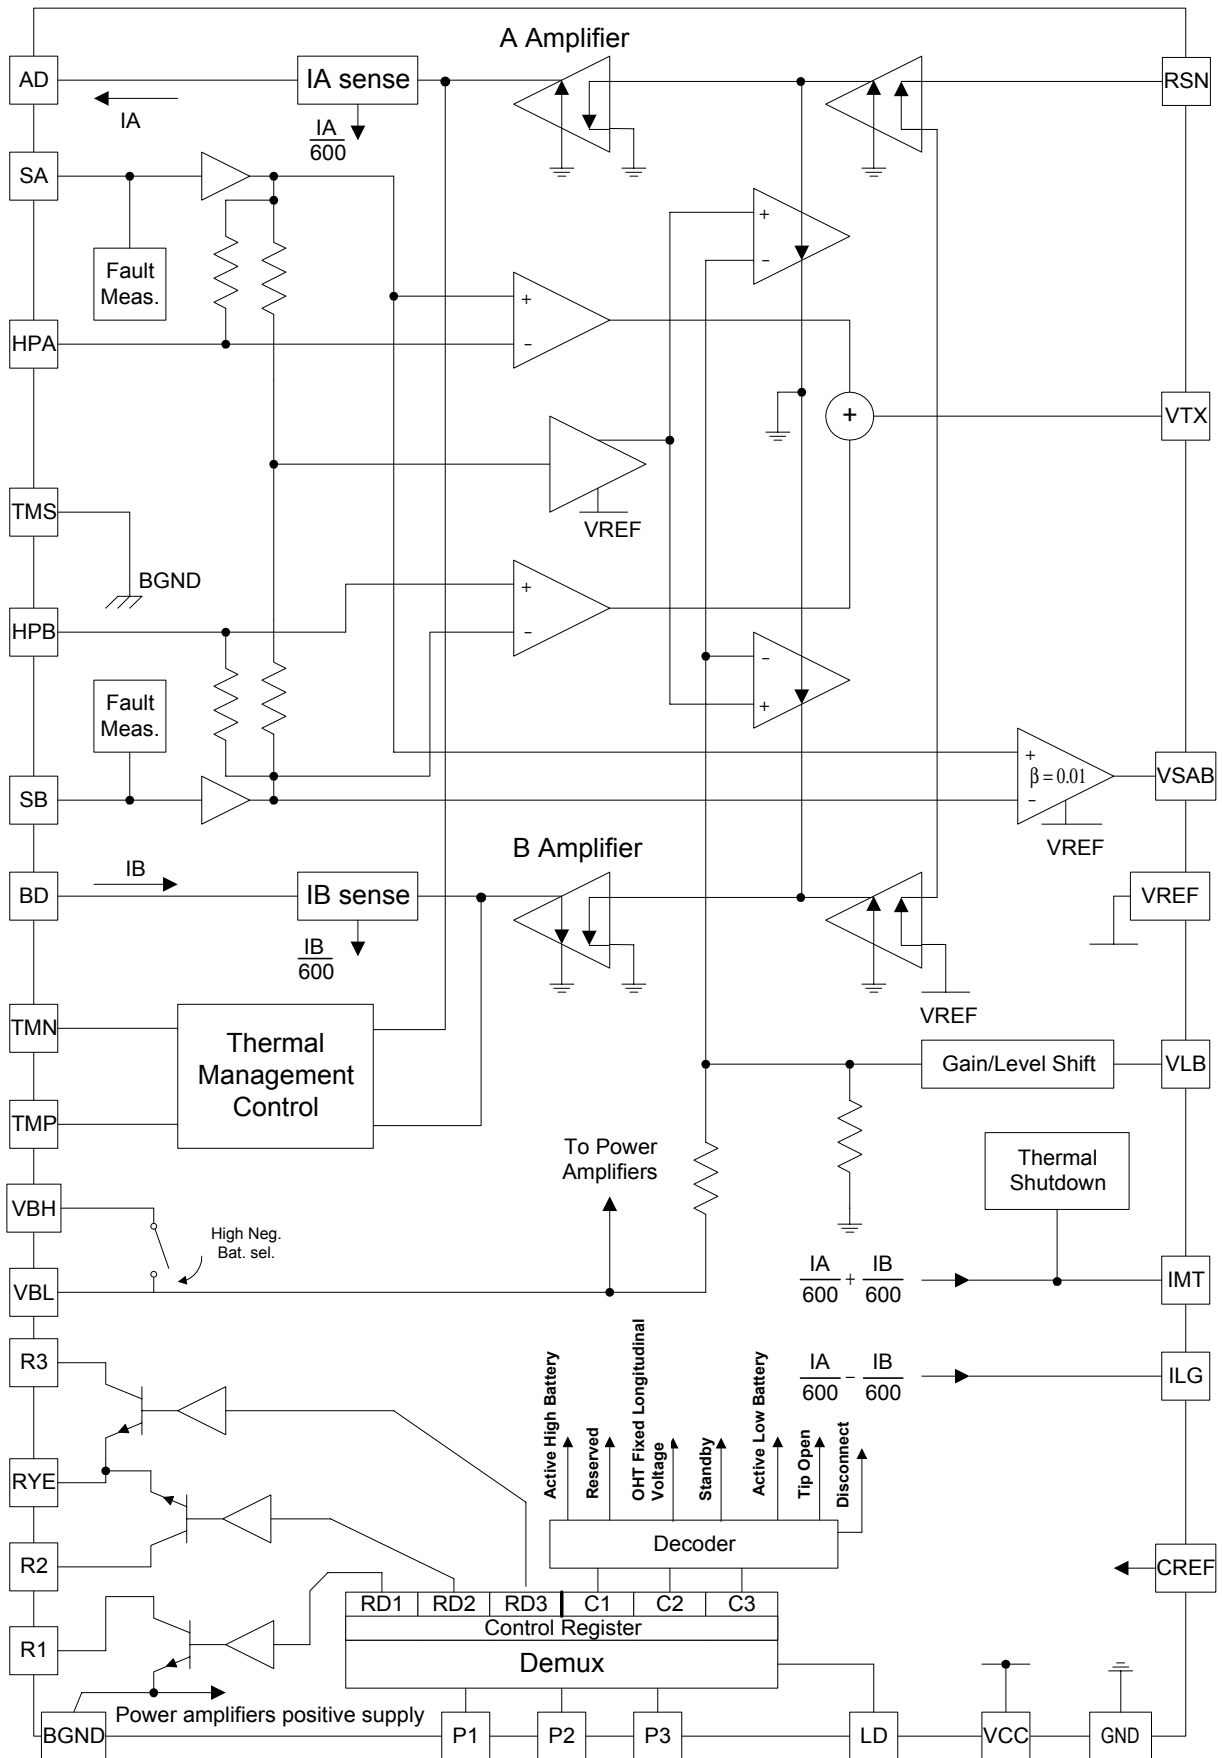 A Amplifier
AD
IA sense
RSN
IA
IA
600
SA
+
Fault
Meas.
-
+
HPA
-
+
VTX
TMS
VREF
BGND
+
HPB
-
-
Fault
Meas.
+
+
β = 0.01
VSAB
SB
-
VREF
B Amplifier
IB
BD
IB sense
VREF
IB
600
VREF
TMN
Thermal
Management
Control
Gain/Level Shift
VLB
TMP
To Power
Amplifiers
Thermal
Shutdown
VBH
High Neg.
Bat. sel.
IA
600
+
IB
600
IMT
VBL
R3
IA
600
-
IB
600
ILG
Active High Battery
Reserved
OHT Fixed Longitudinal
Voltage
Standby
Active Low Battery
Tip Open
Disconnect
RYE
Decoder
R2
CREF
RD1 RD2 RD3 C1 C2 C3
Control Register
R1
Demux
Power amplifiers positive supply
BGND
P1
P2
P3
LD
VCC
GND